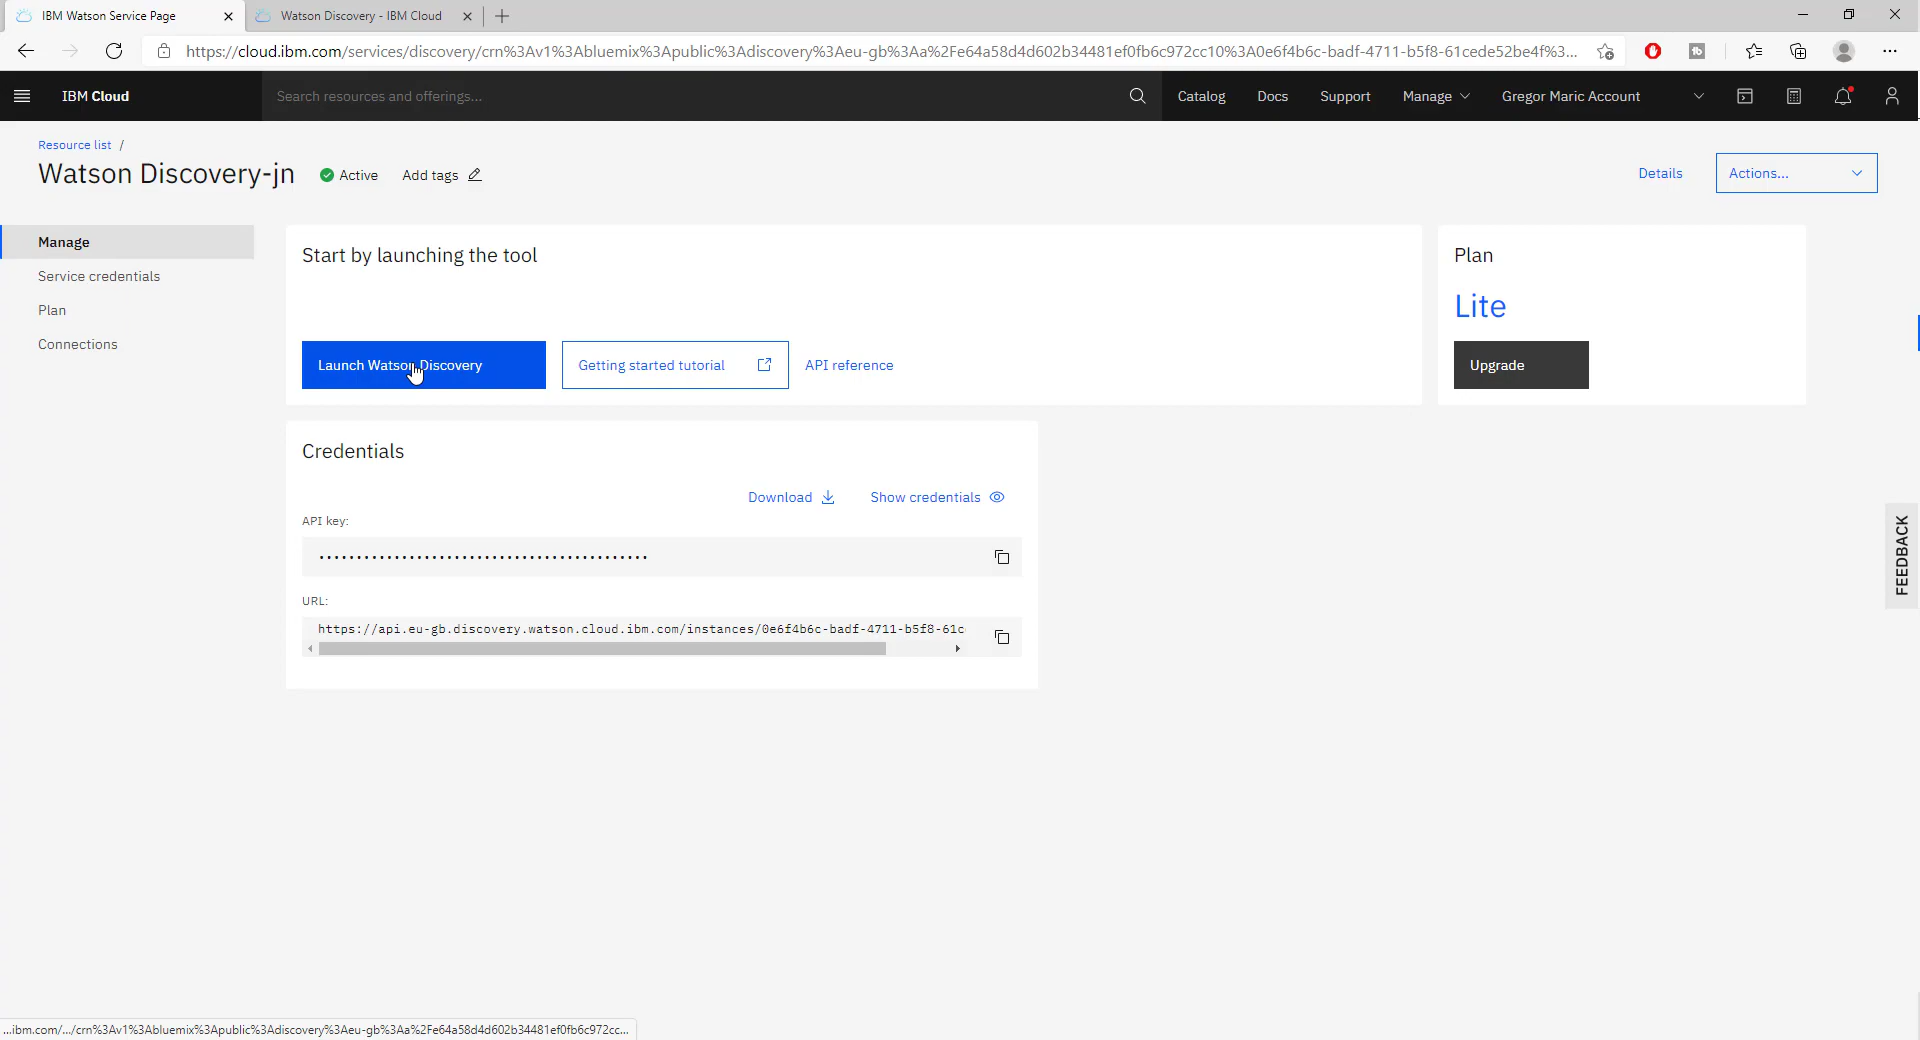 IBM Watson Service Page
Watson Discovery - IBM Cloud
https://cloud.ibm.com/services/discovery/crn%3Av1%3Abluemix%3Apublic%3Adiscovery%3Aeu-gb%3Aa%2Fe64a58d4d602b34481ef0fb6c972cc10%3A0e6f4b6c-badf-4711-b5f8-61cede52be4f%3...
IBM Cloud
Search resources and offerings...
Catalog
Docs
Support
Manage
Gregor Maric Account
Resource list /
Watson Discovery-jn
Active
Add tags
Details
Actions...
Manage
Service credentials
Plan
Connections
Start by launching the tool
Launch Watson Discovery
Getting started tutorial
API reference
Plan
Lite
Upgrade
Credentials
Download
Show credentials
API key:
URL:
https://api.eu-gb.discovery.watson.cloud.ibm.com/instances/0e6f4b6c-badf-4711-b5f8-61c
FEEDBACK
...ibm.com/.../crn%3Av1%3Abluemix%3Apublic%3Adiscovery%3Aeu-gb%3Aa%2Fe64a58d4d602b34481ef0fb6c972cc...